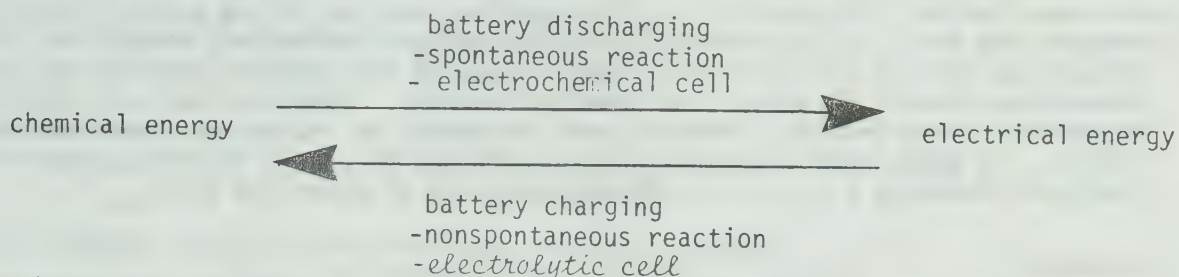 battery discharging
-spontaneous reaction
- electrochemical cell
chemical energy
electrical energy
battery charging
-nonspontaneous reaction
-electrolytic cell